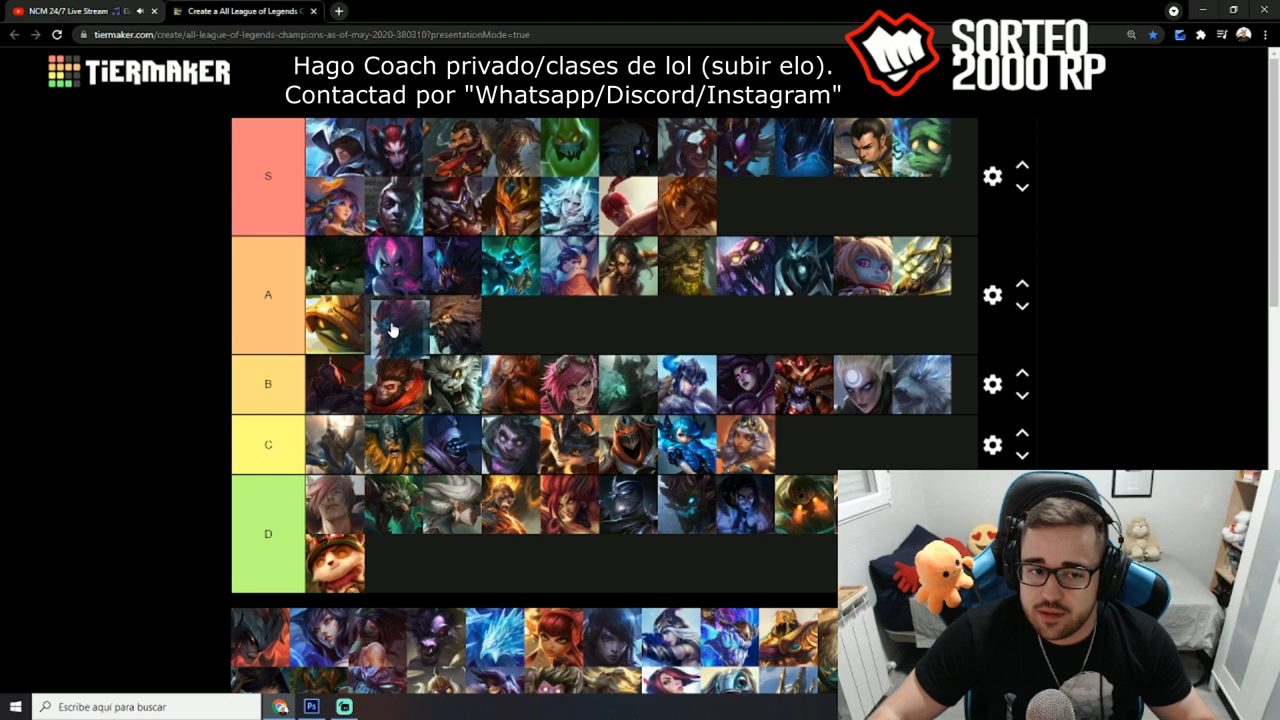 NCM 24/7 Live Stream
Create a All League of Legends C
tiermaker.com/create/all-league-of-legends-champions-as-of-may-2020-380310?presentationMode=true
TiERMAKER
Hago Coach privado/clases de lol (subir elo).
Contactad por "Whatsapp/Discord/Instagram"
SORTEO
2000 RP
S
A
B
C
D
Escribe aquí para buscar
Ps